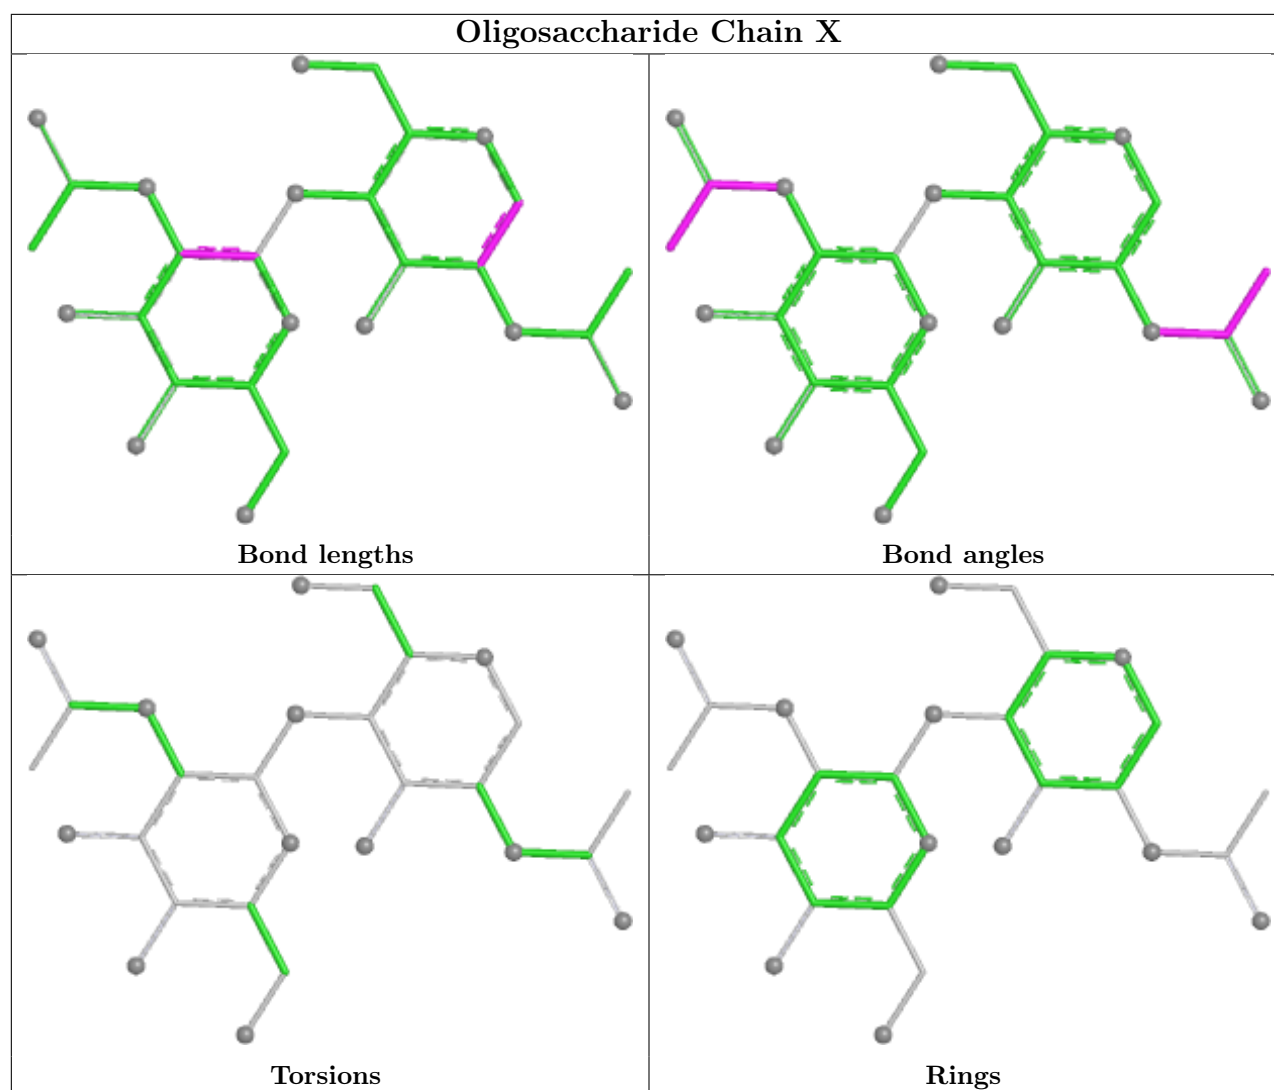 Oligosaccharide Chain X
Bond lengths
Bond angles
Torsions
Rings